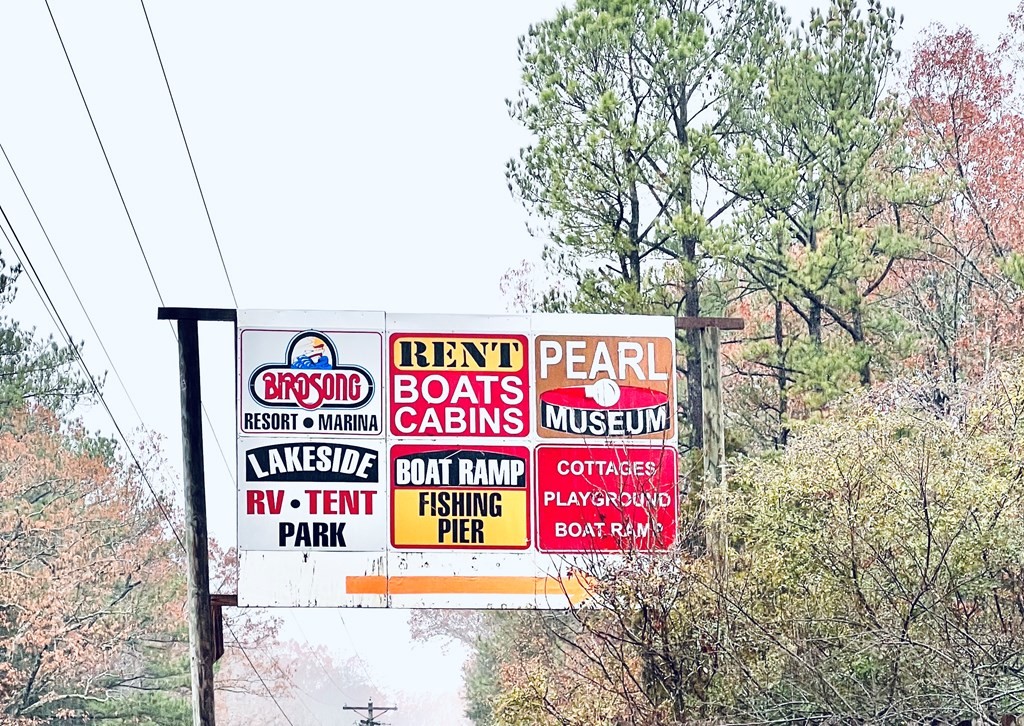 BIRDSONG
RESORT • MARINA
RENT
BOATS
CABINS
PEARL
MUSEUM
LAKESIDE
RV • TENT
PARK
BOAT RAMP
FISHING
PIER
COTTAGES
PLAYGROUND
BOAT RAMP